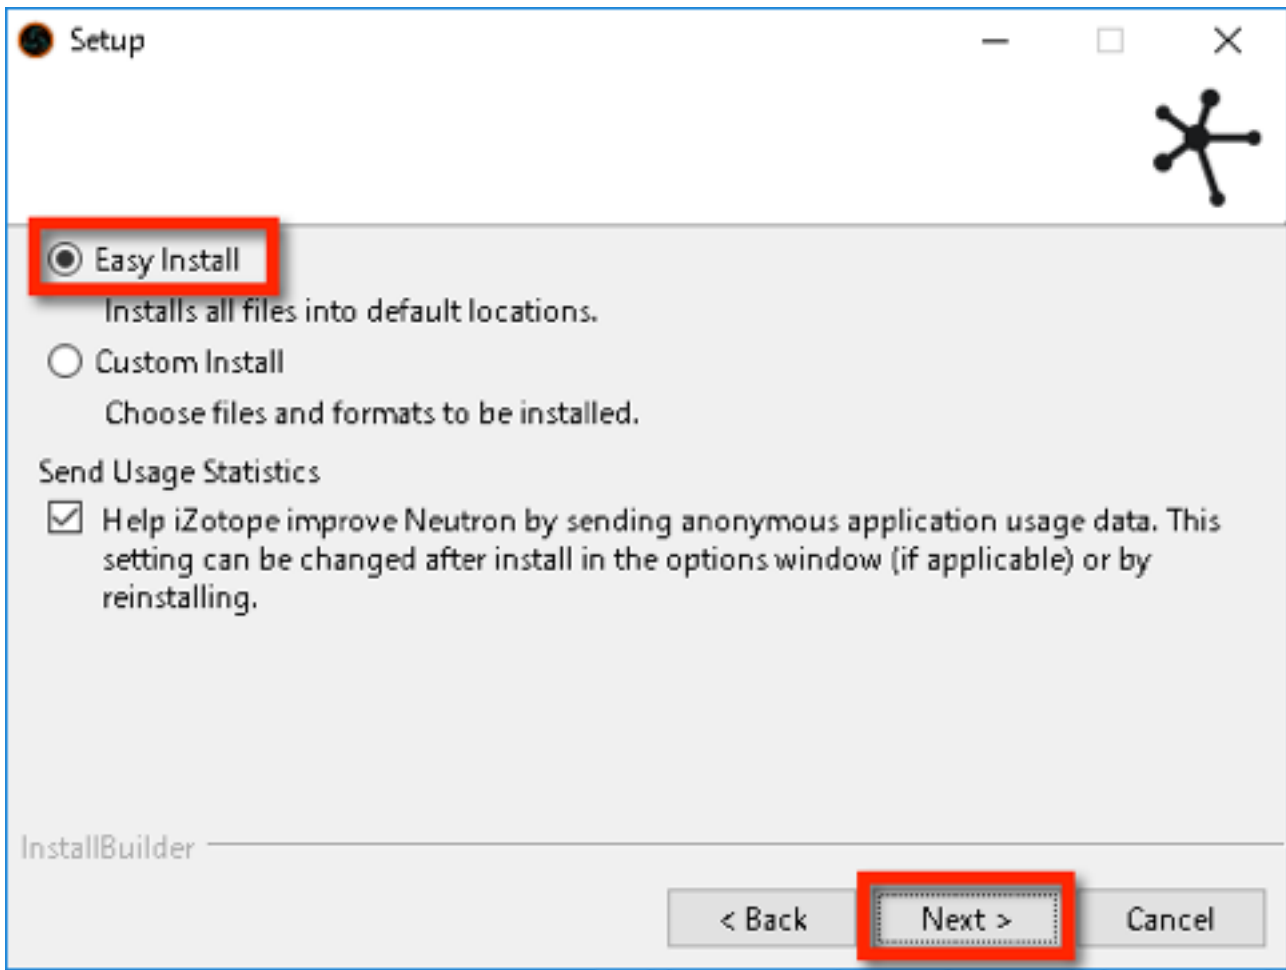 Setup
Easy Install
Installs all files into default locations.
Custom Install
Choose files and formats to be installed.
Send Usage Statistics
Help iZotope improve Neutron by sending anonymous application usage data. This
setting can be changed after install in the options window (if applicable) or by
reinstalling.
InstallBuilder
< Back Next > Cancel